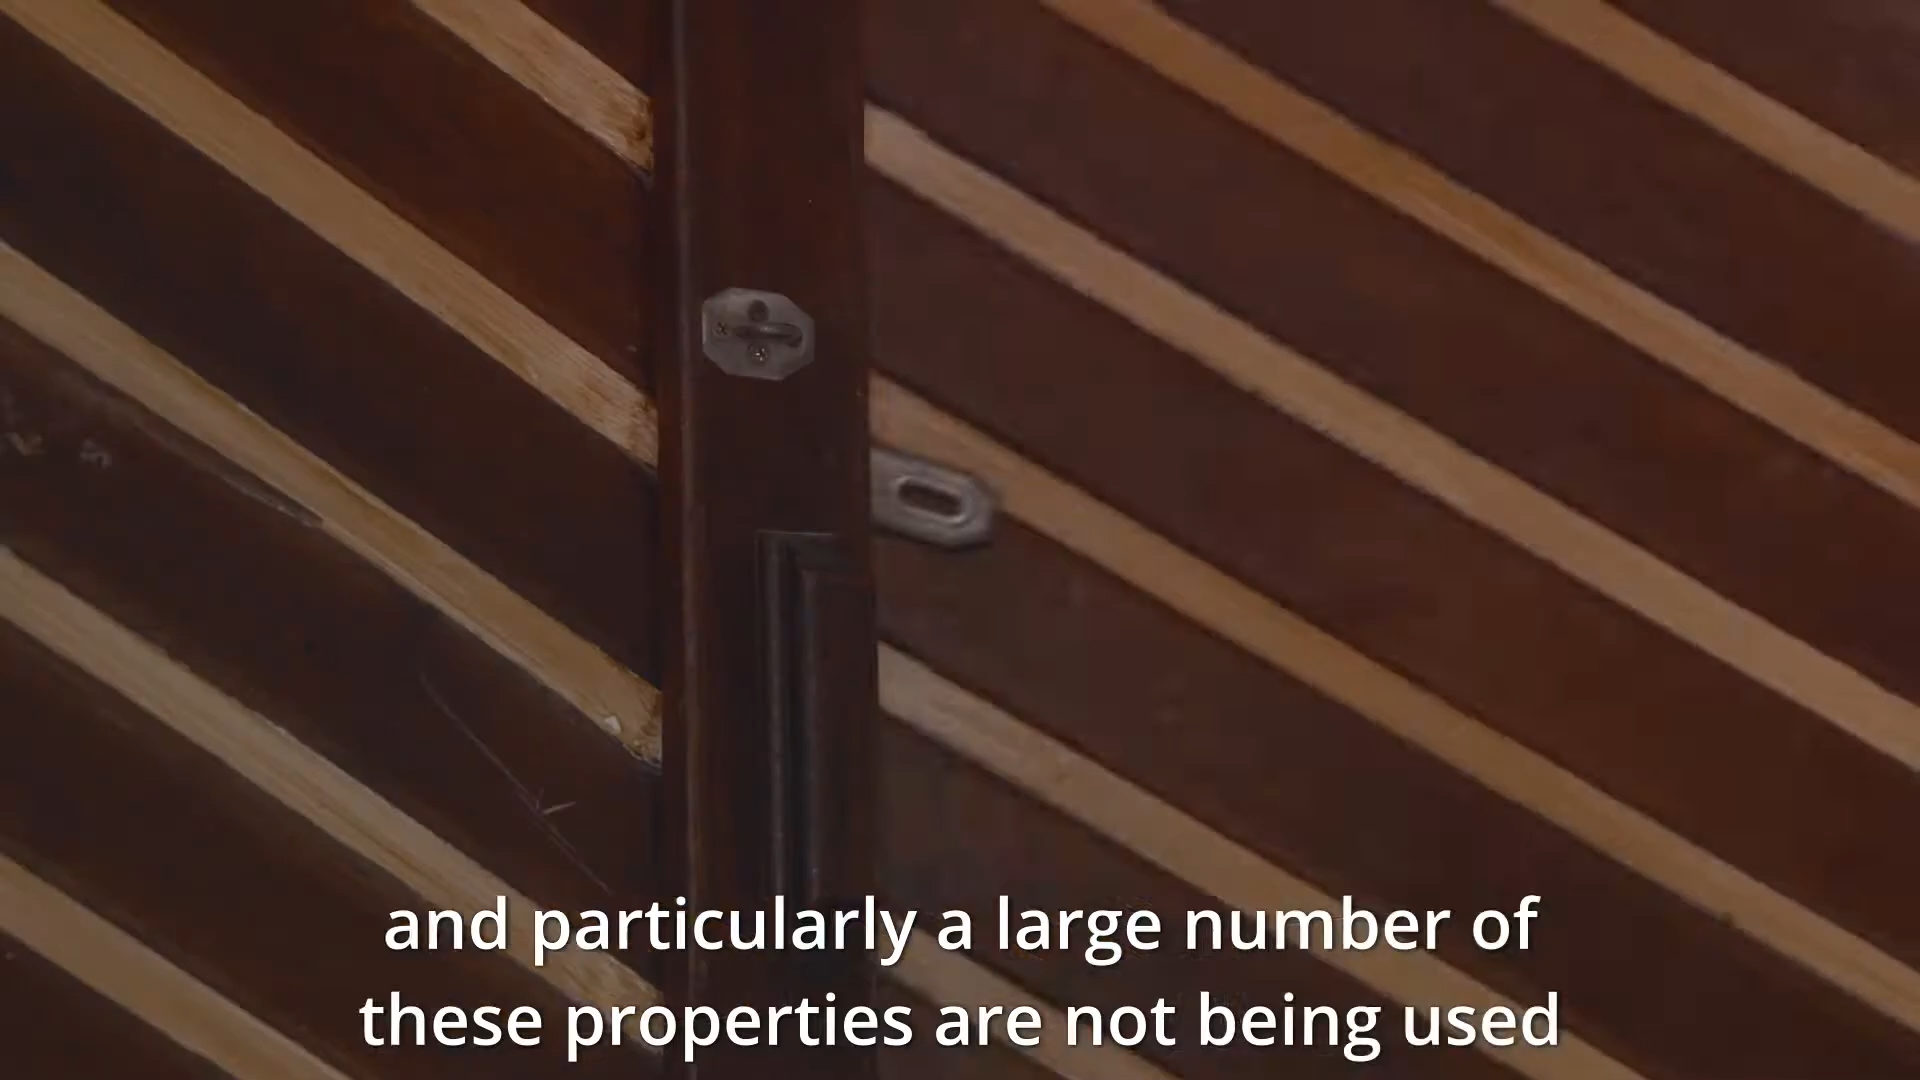 and particularly a large number of
these properties are not being used